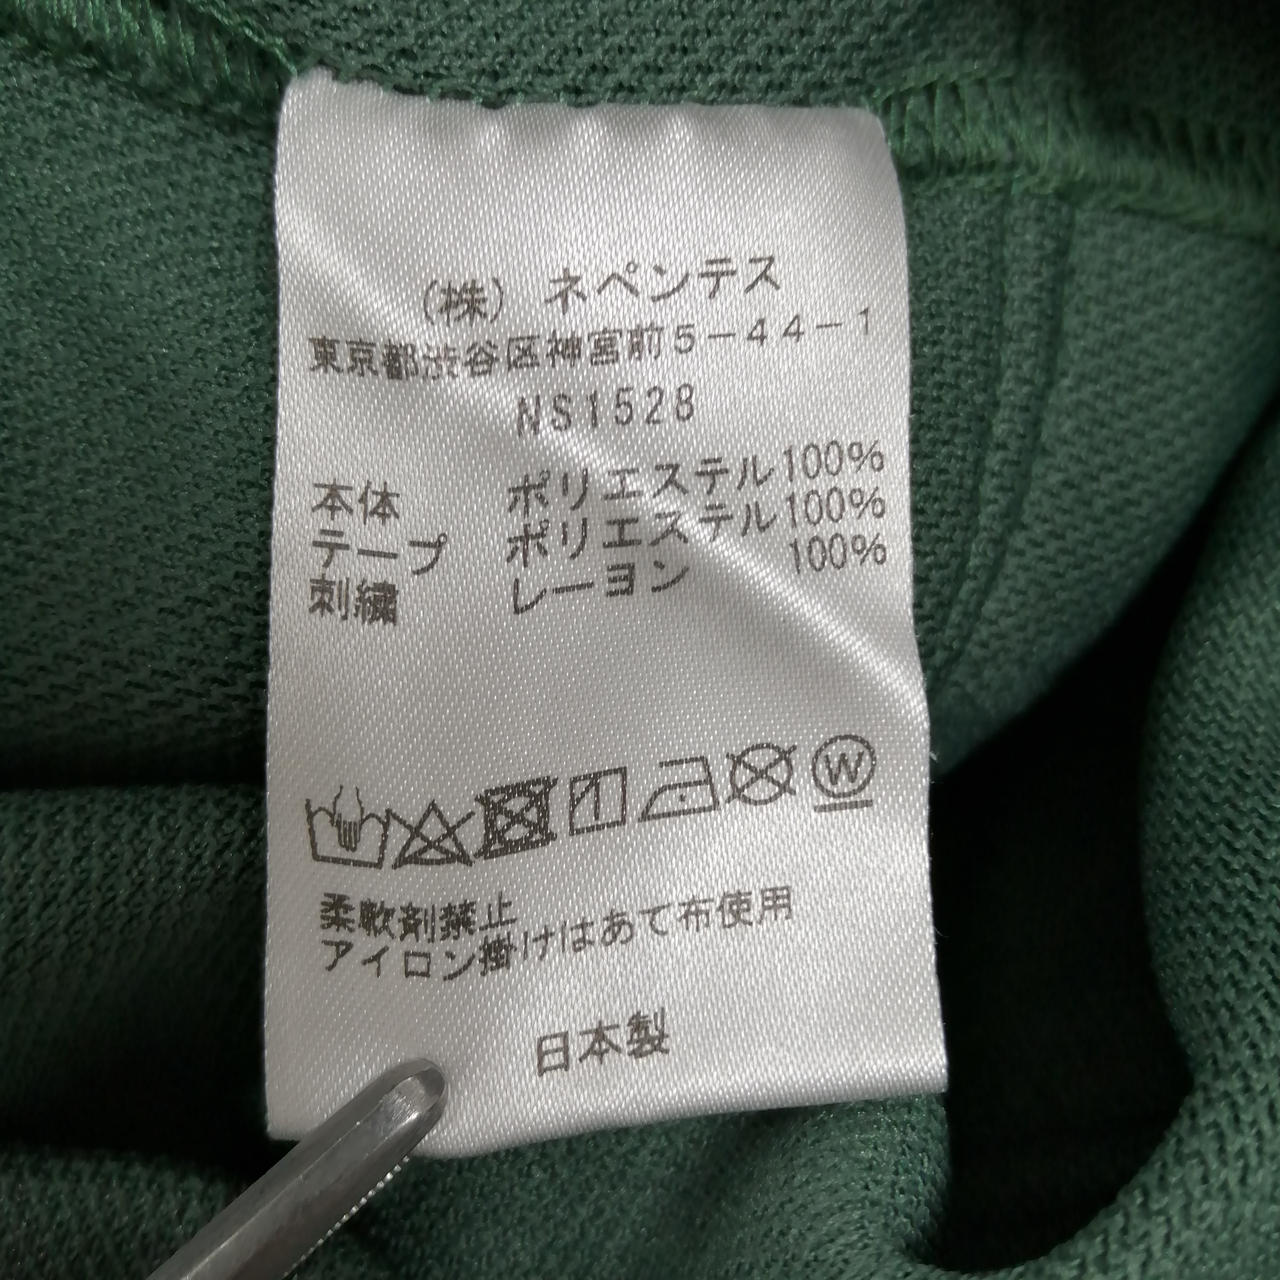 (株) ネペンテス
東京都渋谷区神宮前5-44-1
NS1528
本体 ポリエステル100%
テープ ポリエステル100%
刺繍 レーヨン 100%
W
柔軟剤禁止
アイロン掛けはあて布使用
日本製